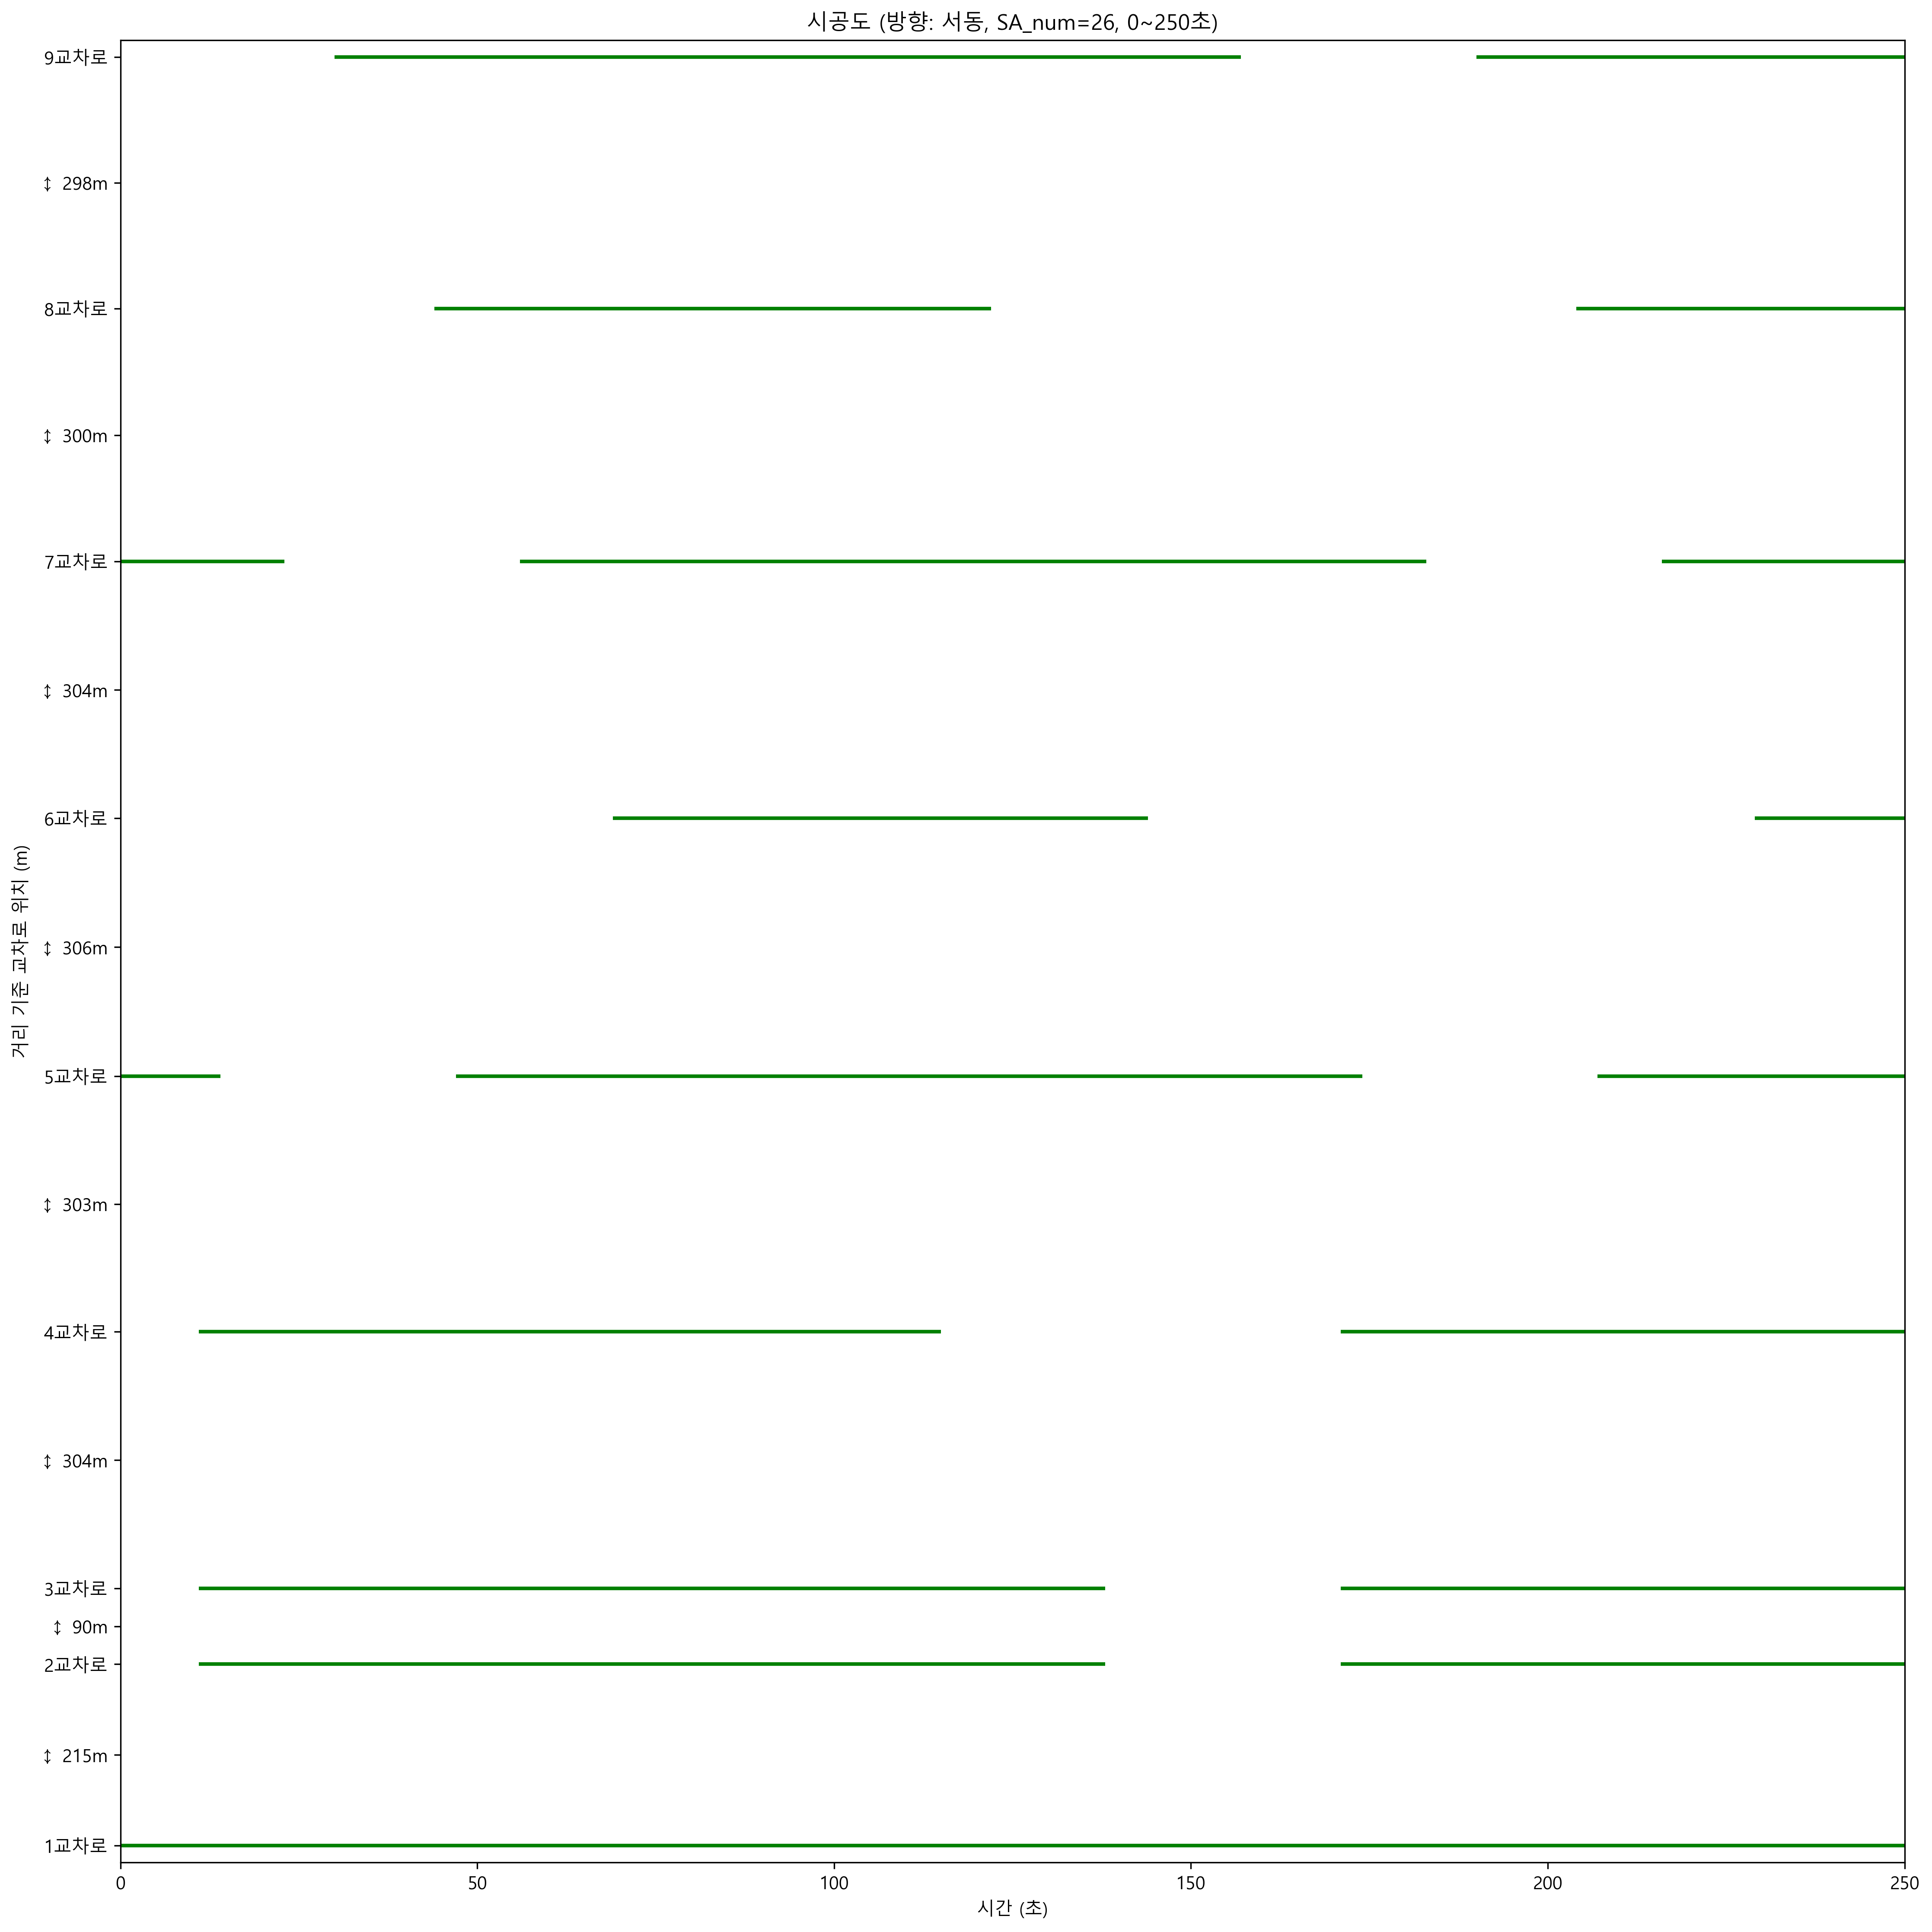 시공도 (방향: 서동, SA_num=26, 0~250초)
9교차로
↕ 298m
8교차로
↕ 300m
7교차로
↕ 304m
6교차로
↕ 306m
5교차로
↕ 303m
4교차로
↕ 304m
3교차로
↕ 90m
2교차로
↕ 215m
1교차로
거리 기준 교차로 위치 (m)
0 50 100 150 200 250
시간 (초)